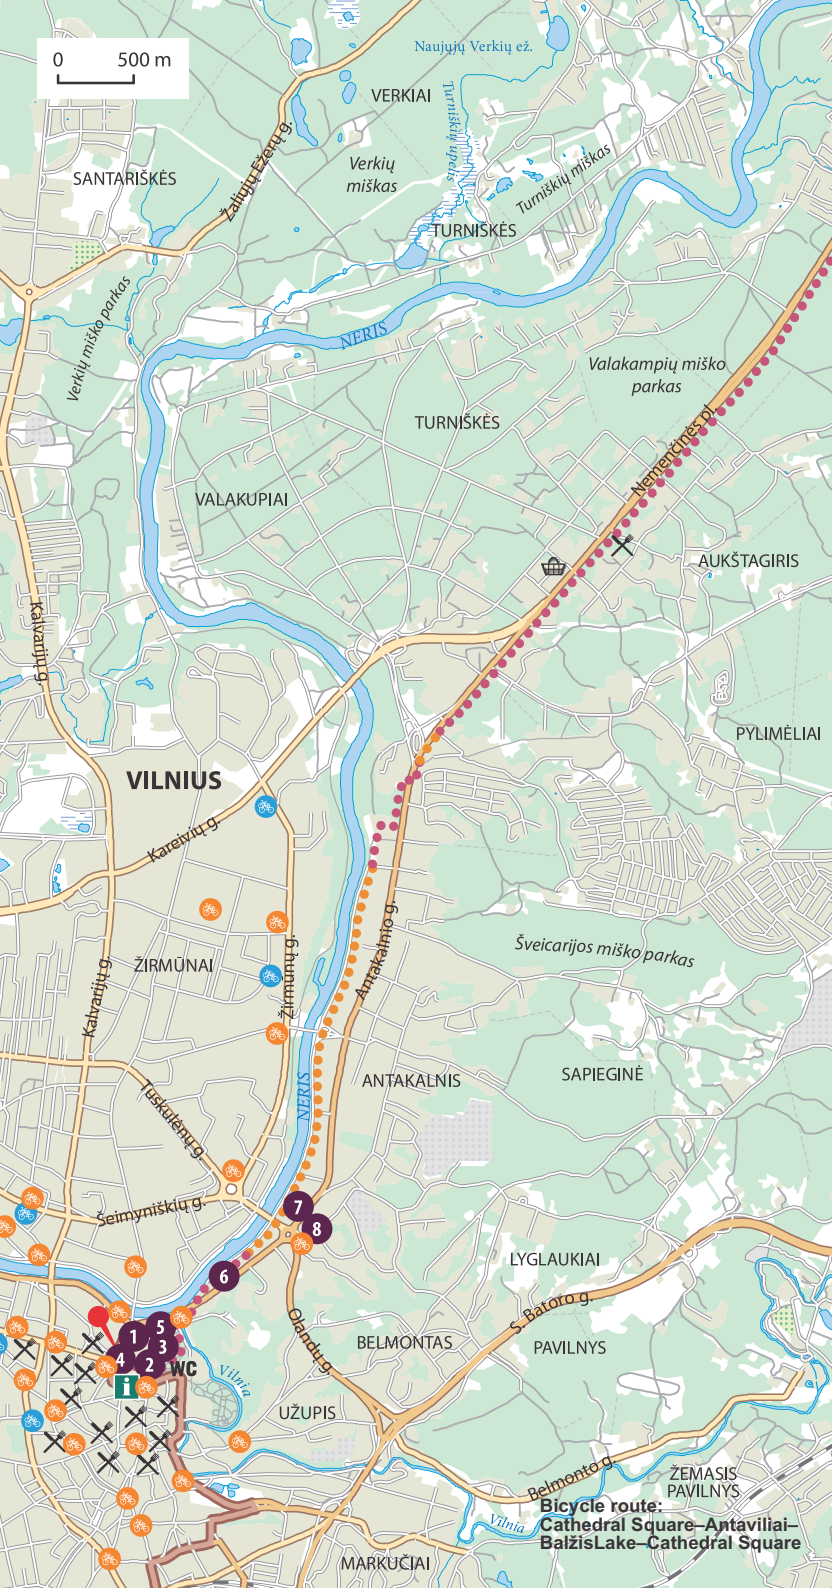 0 500 m
Naujųjų Verkių ež.
VERKIAI
Turniškių upelis
Žaliųjų Ežerų g.
Verkių
miškas
Turniškių miškas
SANTARIŠKĖS
TURNIŠKĖS
Verkių miško parkas
NERIS
Valakampių miško
parkas
TURNIŠKĖS
Nemenčinės pl.
VALAKUPIAI
AUKŠTAGIRIS
Kalvarijų g.
PYLIMĖLIAI
VILNIUS
Kareivių g.
Antakalnio g.
Šveicarijos miško parkas
ŽIRMŪNAI
Žirmūnų g.
Kalvarijų g.
SAPIEGINĖ
ANTAKALNIS
NERIS
Tuskulėnų g.
Šeimyniškių g.
7
8
LYGLAUKIAI
6
S. Batoro g.
Olandų g.
5
1
3
4
2
WC
i
BELMONTAS
PAVILNYS
Vilnia
UŽUPIS
Belmonto g.
ŽEMASIS
PAVILNYS
Vilnia
Bicycle route:
Cathedral Square–Antaviliai–
BalžisLake–Cathedral Square
MARKUČIAI